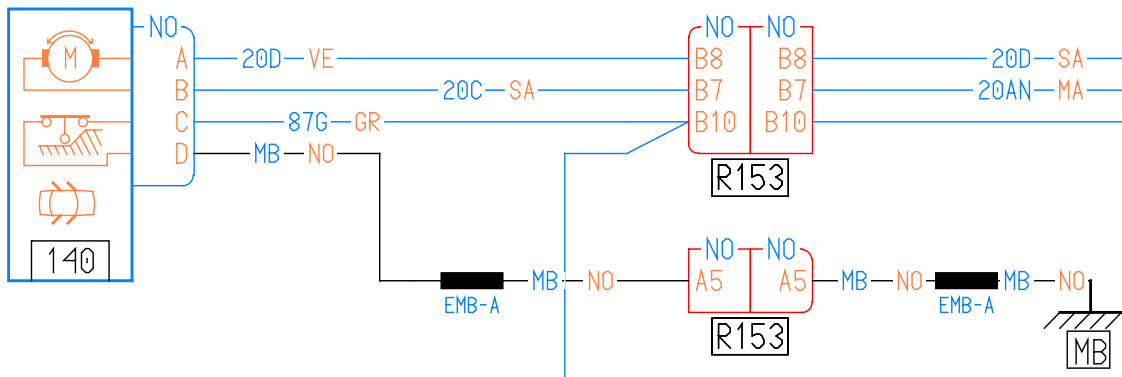 NO NO NO
M A 20D VE B8 B8 20D SA
B 20C SA B7 B7 20AN MA
C 87G GR B10 B10
D MB NO
R153
140
NO NO
MB NO A5 A5 MB NO MB NO
EMB-A EMB-A
R153
MB